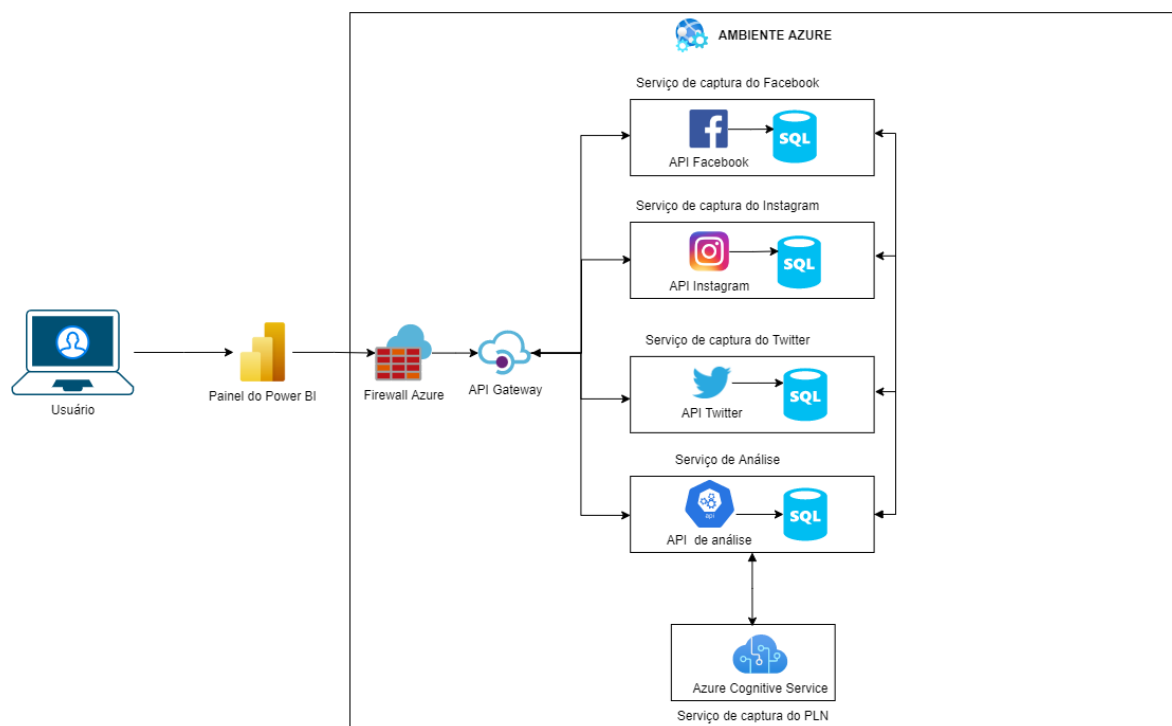 AMBIENTE AZURE
Serviço de captura do Facebook
SQL
API Facebook
Serviço de captura do Instagram
SQL
API Instagram
Serviço de captura do Twitter
SQL
API Twitter
Usuário
Painel do Power BI
Firewall Azure
API Gateway
Serviço de Análise
api
SQL
API de análise
Azure Cognitive Service
Serviço de captura do PLN